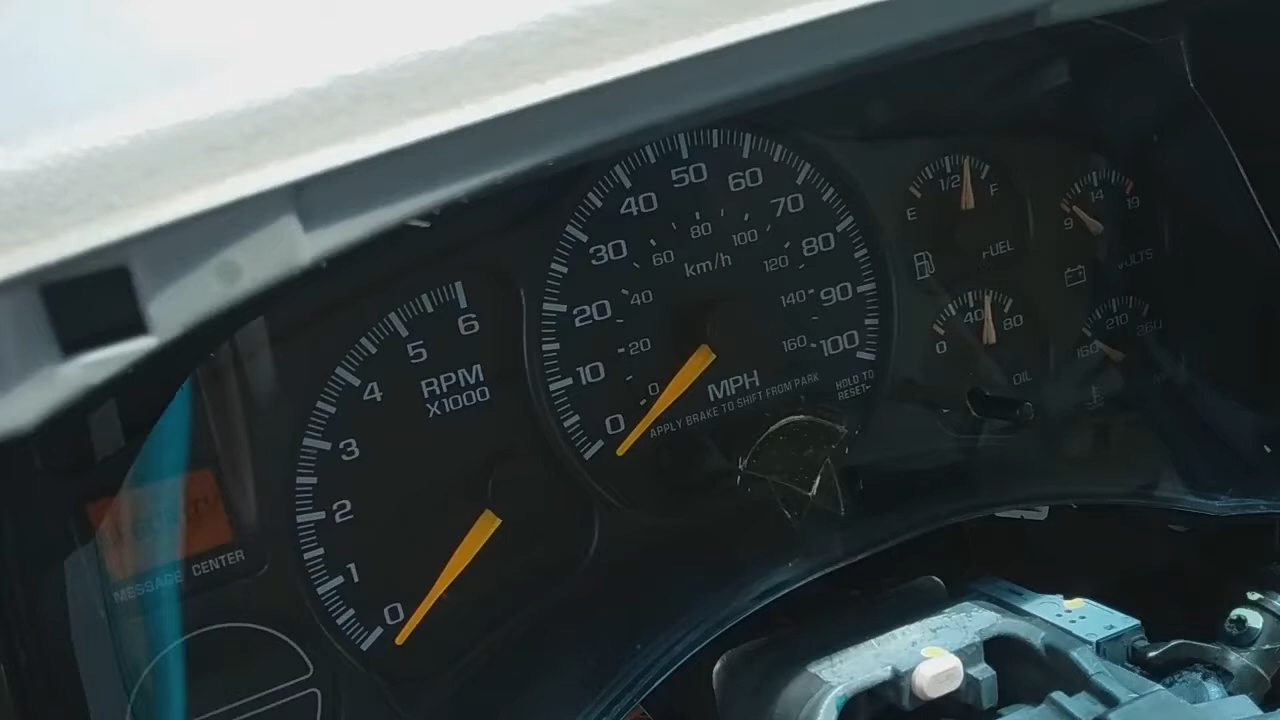 6
5
4
3
2
1
0
RPM
X1000
MESSAGE CENTER
0
10
20
30
40
50
60
70
80
90
100
0
20
40
60
80
100
120
140
160
km/h
MPH
APPLY BRAKE TO SHIFT FROM PARK
HOLD TO
RESET
E
1/2
F
FUEL
9
14
19
VOLTS
0
40
80
OIL
160
210
260